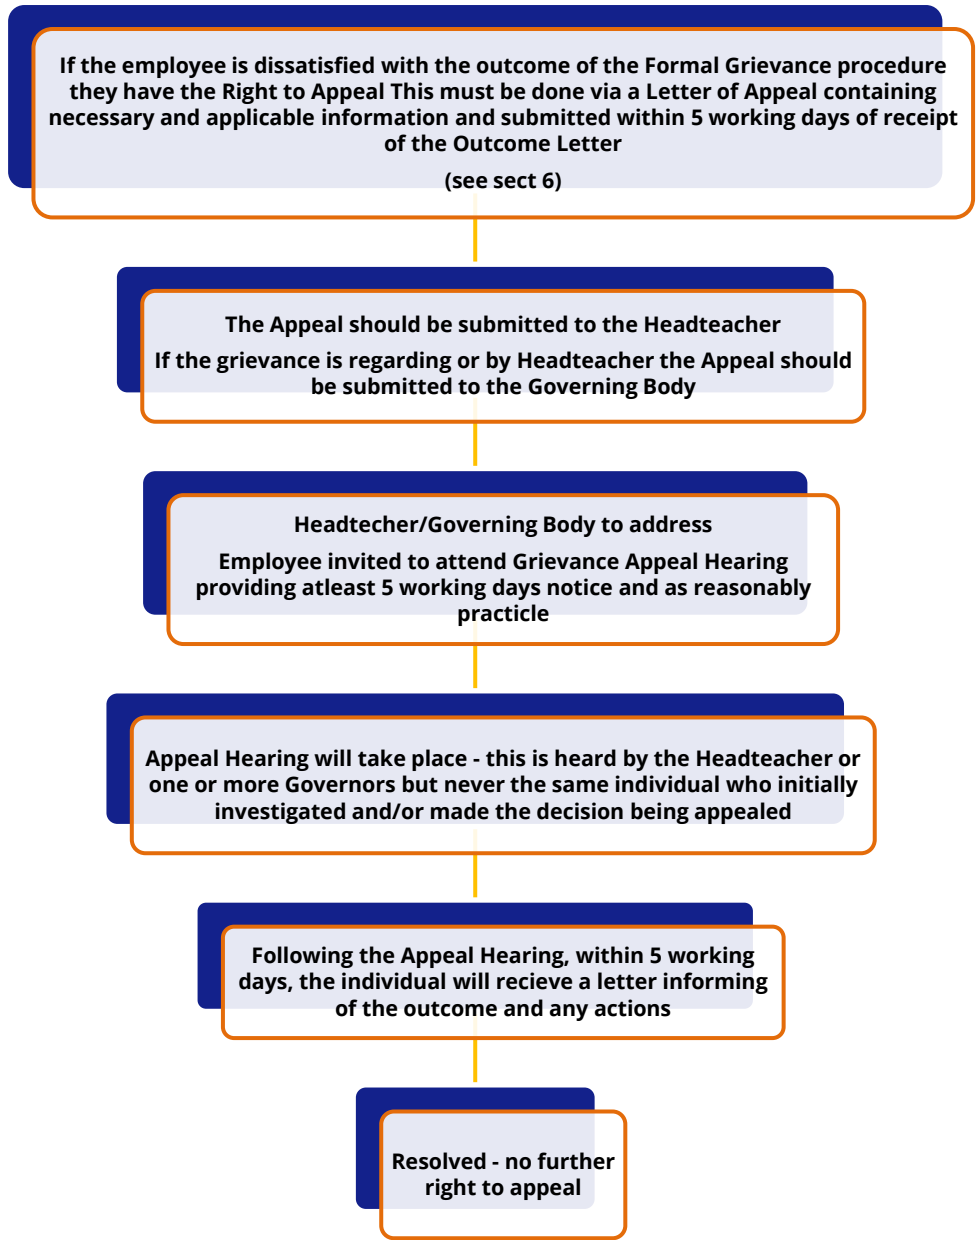 If the employee is dissatisfied with the outcome of the Formal Grievance procedure
they have the Right to Appeal This must be done via a Letter of Appeal containing
necessary and applicable information and submitted within 5 working days of receipt
of the Outcome Letter
(see sect 6)
The Appeal should be submitted to the Headteacher
If the grievance is regarding or by Headteacher the Appeal should
be submitted to the Governing Body
Headtecher/Governing Body to address
Employee invited to attend Grievance Appeal Hearing
providing atleast 5 working days notice and as reasonably
practicle
Appeal Hearing will take place - this is heard by the Headteacher or
one or more Governors but never the same individual who initially
investigated and/or made the decision being appealed
Following the Appeal Hearing, within 5 working
days, the individual will recieve a letter informing
of the outcome and any actions
Resolved - no further
right to appeal